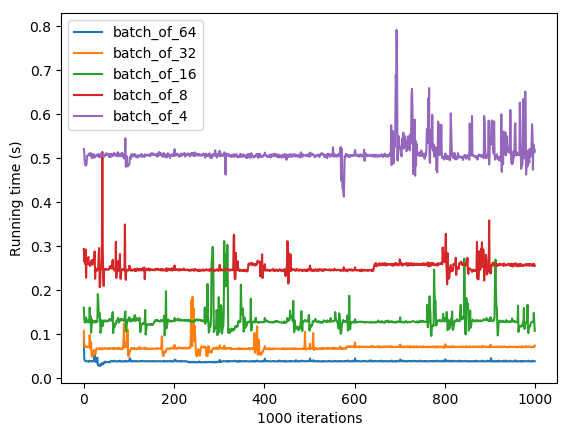 batch_of_64
batch_of_32
batch_of_16
batch_of_8
batch_of_4
Running time (s)
0.8
0.7
0.6
0.5
0.4
0.3
0.2
0.1
0.0
0 200 400 600 800 1000
1000 iterations